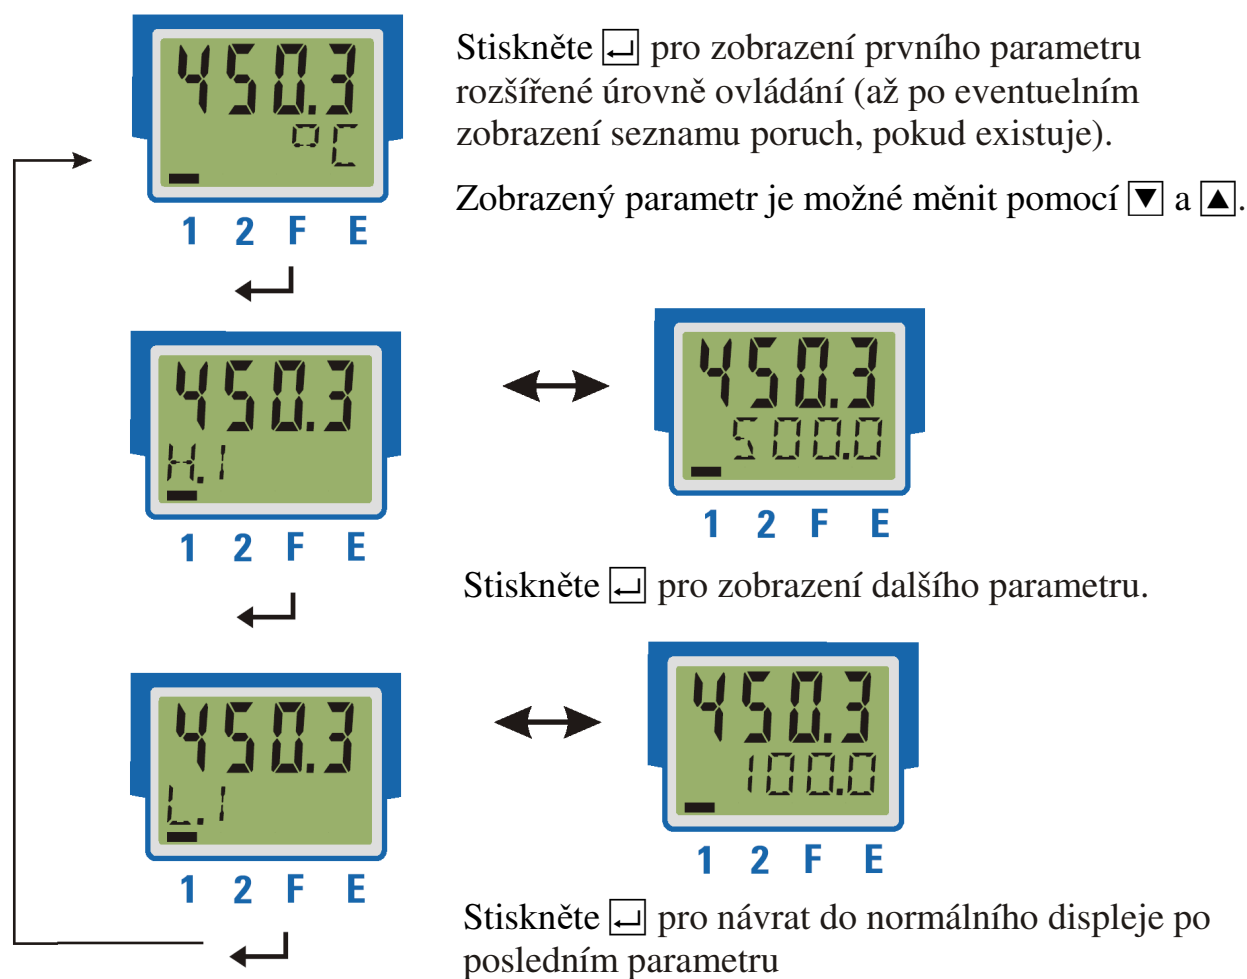 450.3
°C
1 2 F E
Stiskněte ↵ pro zobrazení prvního parametru
rozšířené úrovně ovládání (až po eventuelním
zobrazení seznamu poruch, pokud existuje).
Zobrazený parametr je možné měnit pomocí ▼ a ▲.
450.3
H.1
1 2 F E
450.3
500.0
1 2 F E
Stiskněte ↵ pro zobrazení dalšího parametru.
450.3
L.1
1 2 F E
450.3
100.0
1 2 F E
Stiskněte ↵ pro návrat do normálního displeje po
posledním parametru